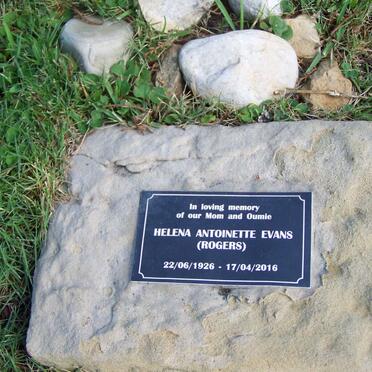 In loving memory
of our Mom and Oumie
HELENA ANTOINETTE EVANS
(ROGERS)
22/06/1926 - 17/04/2016